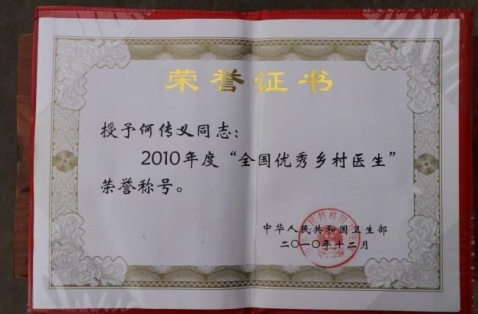 荣誉证书
授予何传义同志：
2010年度“全国优秀乡村医生”
荣誉称号。
中华人民共和国卫生部
二〇一〇年十二月